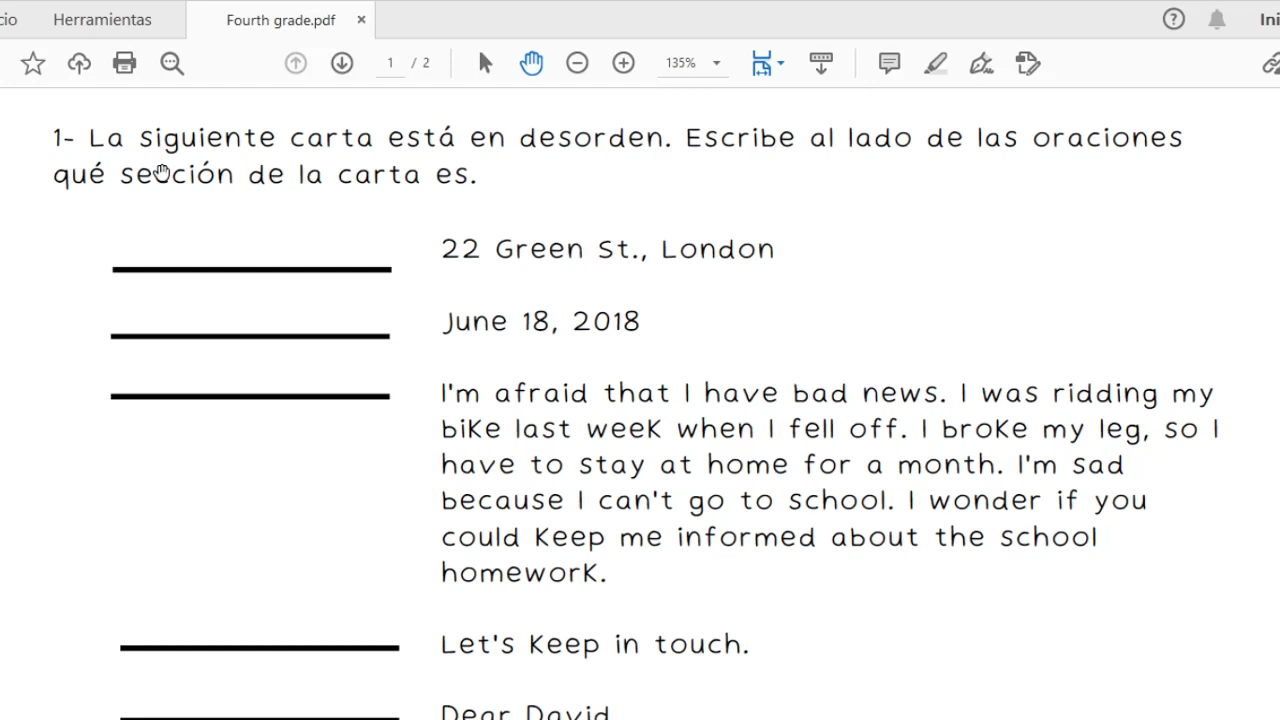 cio Herramientas Fourth grade.pdf × ? Ini
1 / 2 135%
1- La siguiente carta está en desorden. Escribe al lado de las oraciones
qué sección de la carta es.
22 Green St., London
June 18, 2018
I'm afraid that I have bad news. I was ridding my
bike last week when I fell off. I broke my leg, so I
have to stay at home for a month. I'm sad
because I can't go to school. I wonder if you
could keep me informed about the school
homework.
Let's keep in touch.
Dear David